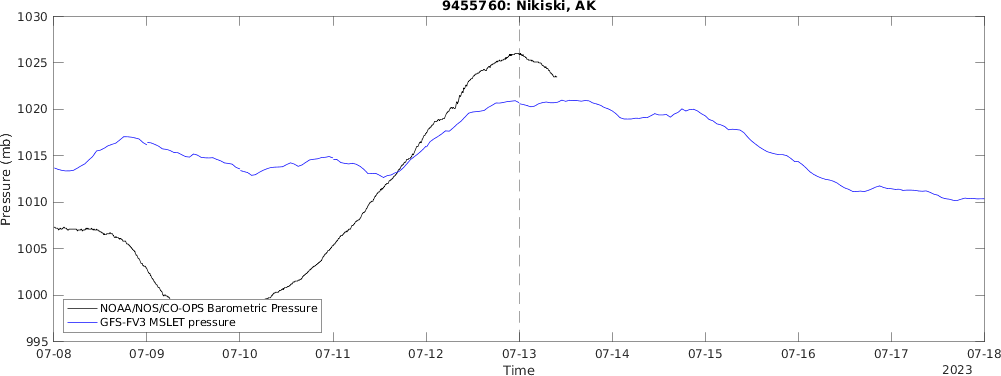 9455760: Nikiski, AK
1030
1025
1020
1015
1010
1005
1000
995
Pressure (mb)
NOAA/NOS/CO-OPS Barometric Pressure
GFS-FV3 MSLET pressure
07-08 07-09 07-10 07-11 07-12 07-13 07-14 07-15 07-16 07-17 07-18
Time
2023